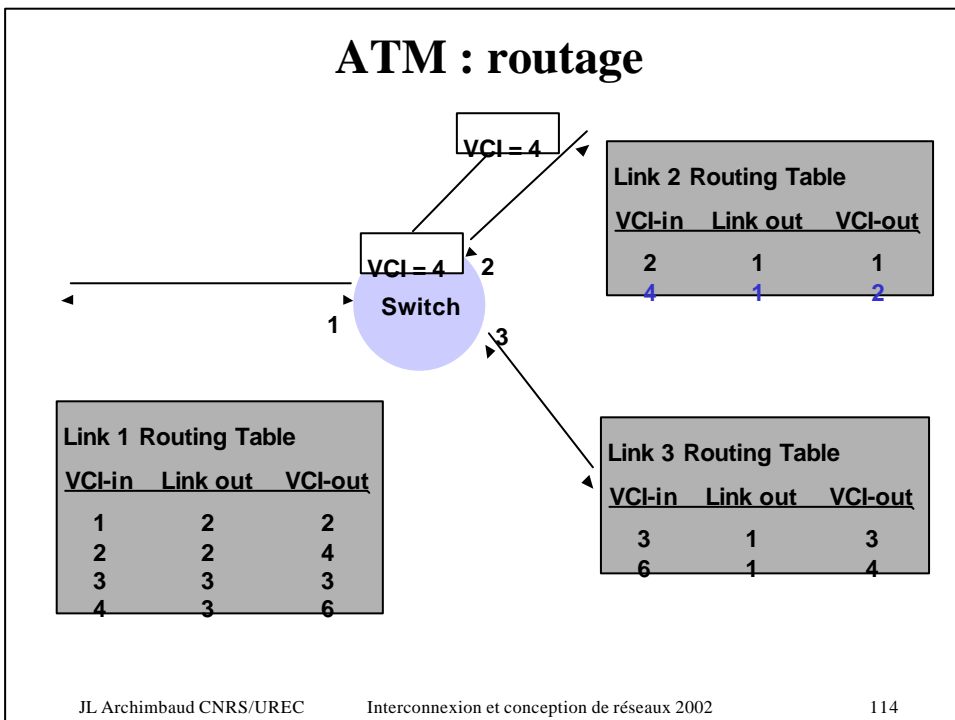 ATM : routage
VCI = 4
VCI = 4
Switch
1
2
3
Link 2 Routing Table
VCI-in Link out VCI-out
2 1 1
4 1 2
Link 1 Routing Table
VCI-in Link out VCI-out
1 2 2
2 2 4
3 3 3
4 3 6
Link 3 Routing Table
VCI-in Link out VCI-out
3 1 3
6 1 4
JL Archimbaud CNRS/UREC Interconnexion et conception de réseaux 2002 114